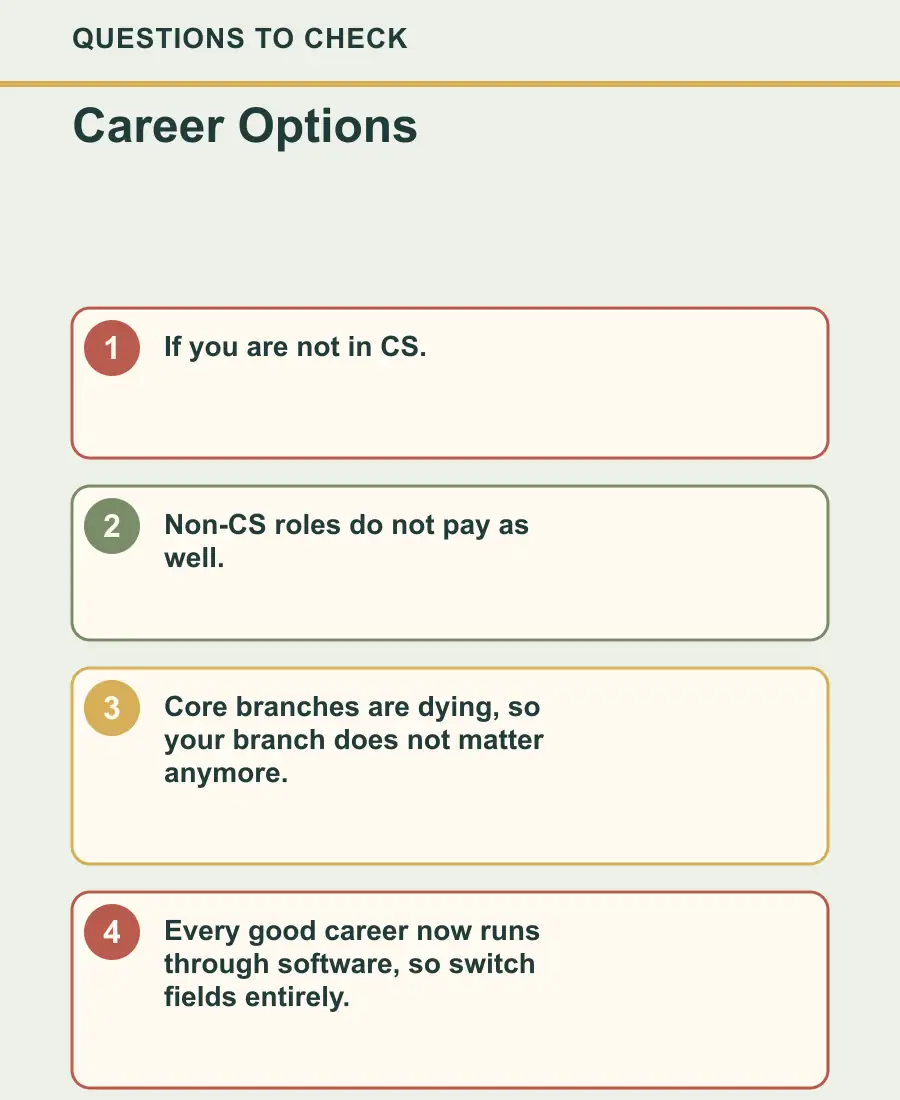 QUESTIONS TO CHECK
Career Options
1
If you are not in CS.
2
Non-CS roles do not pay as
well.
3
Core branches are dying, so
your branch does not matter
anymore.
4
Every good career now runs
through software, so switch
fields entirely.